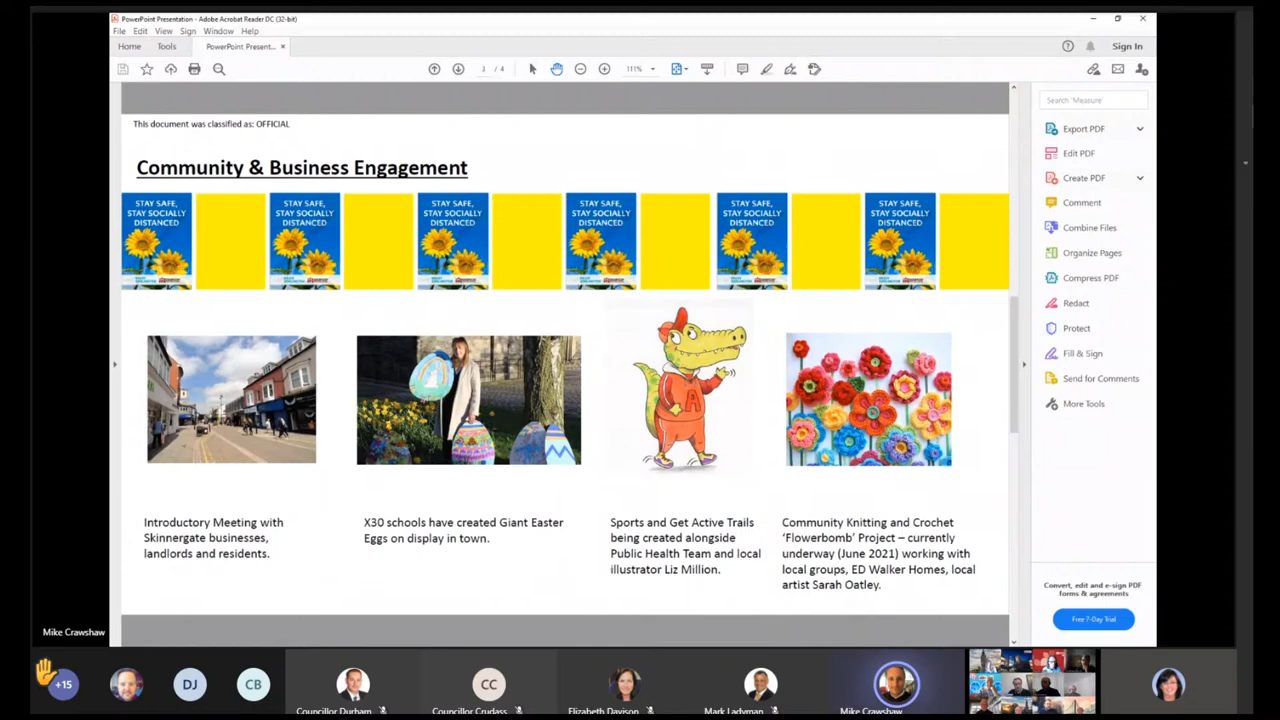 PowerPoint Presentation - Adobe Acrobat Reader DC (32-bit)
File Edit View Sign Window Help
Home Tools PowerPoint Present... × Sign In
3 / 4 111%
Search 'Measure'
This document was classified as: OFFICIAL
Community & Business Engagement
STAY SAFE,
STAY SOCIALLY
DISTANCED
STAY SAFE,
STAY SOCIALLY
DISTANCED
STAY SAFE,
STAY SOCIALLY
DISTANCED
STAY SAFE,
STAY SOCIALLY
DISTANCED
STAY SAFE,
STAY SOCIALLY
DISTANCED
STAY SAFE,
STAY SOCIALLY
DISTANCED
A
Introductory Meeting with
Skinnergate businesses,
landlords and residents.
X30 schools have created Giant Easter
Eggs on display in town.
Sports and Get Active Trails
being created alongside
Public Health Team and local
illustrator Liz Million.
Community Knitting and Crochet
‘Flowerbomb’ Project – currently
underway (June 2021) working with
local groups, ED Walker Homes, local
artist Sarah Oatley.
Export PDF
Edit PDF
Create PDF
Comment
Combine Files
Organize Pages
Compress PDF
Redact
Protect
Fill & Sign
Send for Comments
More Tools
Convert, edit and e-sign PDF
forms & agreements
Free 7-Day Trial
Mike Crawshaw
+15 DJ CB CC
Councillor Durham Councillor Crudass Elizabeth Davison Mark Ladyman Mike Crawshaw